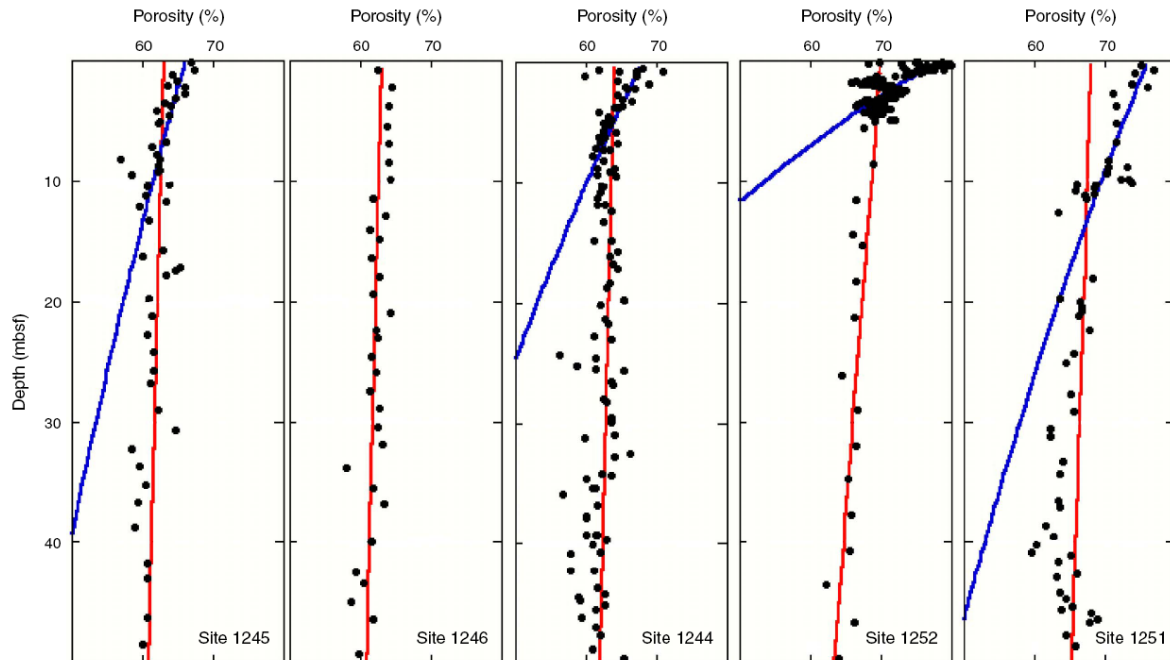 Porosity (%) Porosity (%) Porosity (%) Porosity (%) Porosity (%)
60 70 60 70 60 70 60 70 60 70
10
20
30
40
Depth (mbsf)
Site 1245 Site 1246 Site 1244 Site 1252 Site 1251